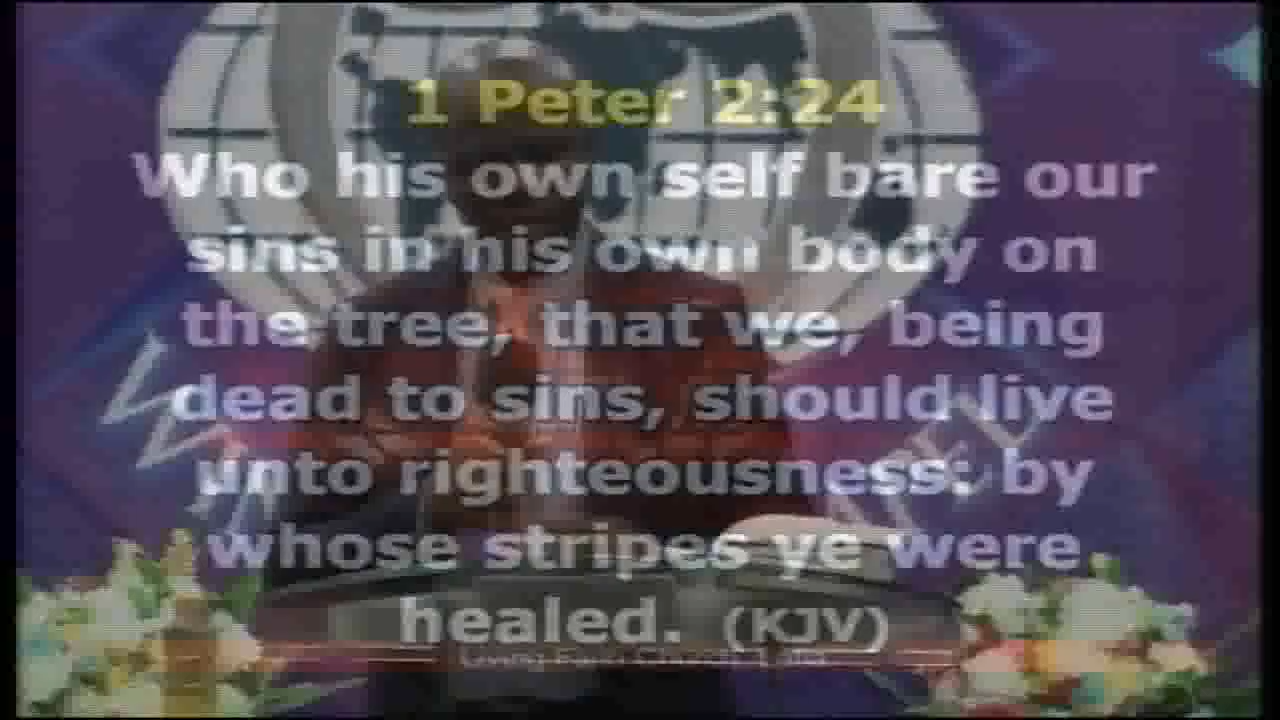 1 Peter 2:24
Who his own self bare our
sins in his own body on
the tree, that we, being
dead to sins, should live
unto righteousness: by
whose stripes ye were
healed. (KJV)